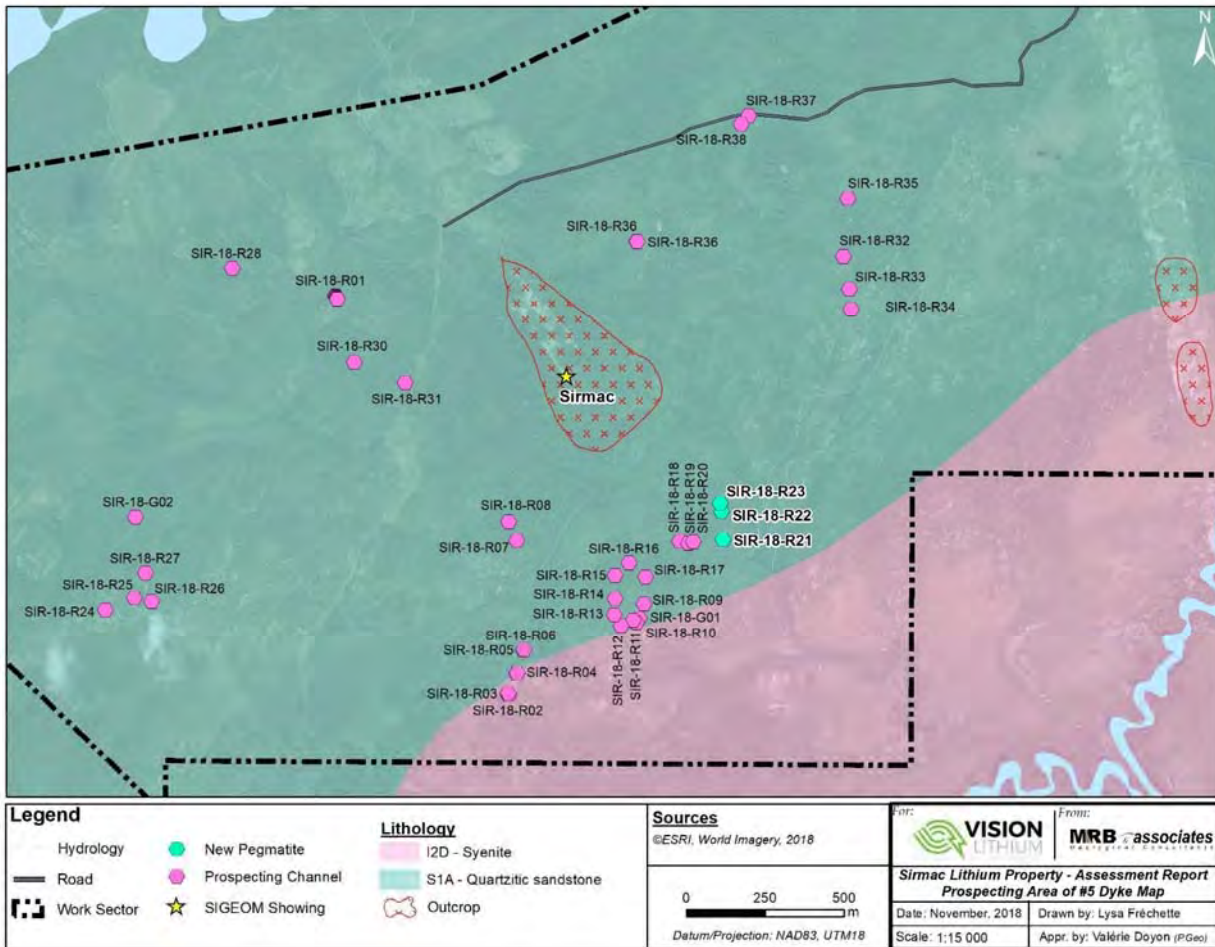 N
SIR-18-R37
SIR-18-R38
SIR-18-R35
SIR-18-R36
SIR-18-R36
SIR-18-R32
SIR-18-R28
SIR-18-R01
SIR-18-R33
SIR-18-R34
SIR-18-R30
SIR-18-R31
Sirmac
SIR-18-R18
SIR-18-R19
SIR-18-R20
SIR-18-R23
SIR-18-R22
SIR-18-R21
SIR-18-G02
SIR-18-R08
SIR-18-R07
SIR-18-R16
SIR-18-R27
SIR-18-R15
SIR-18-R17
SIR-18-R25
SIR-18-R26
SIR-18-R24
SIR-18-R14
SIR-18-R09
SIR-18-R13
SIR-18-G01
SIR-18-R10
SIR-18-R12
SIR-18-R11
SIR-18-R06
SIR-18-R05
SIR-18-R04
SIR-18-R03
SIR-18-R02
Legend
Hydrology
Road
Work Sector
New Pegmatite
Prospecting Channel
SIGEOM Showing
Lithology
I2D - Syenite
S1A - Quartzitic sandstone
Outcrop
Sources
©ESRI, World Imagery, 2018
0 250 500
m
Datum/Projection: NAD83, UTM18
For:
VISION
LITHIUM
From:
MRB & associates
Geological Consultants
Sirmac Lithium Property - Assessment Report
Prospecting Area of #5 Dyke Map
Date: November, 2018
Drawn by: Lysa Fréchette
Scale: 1:15 000
Appr. by: Valérie Doyon (PGeo)